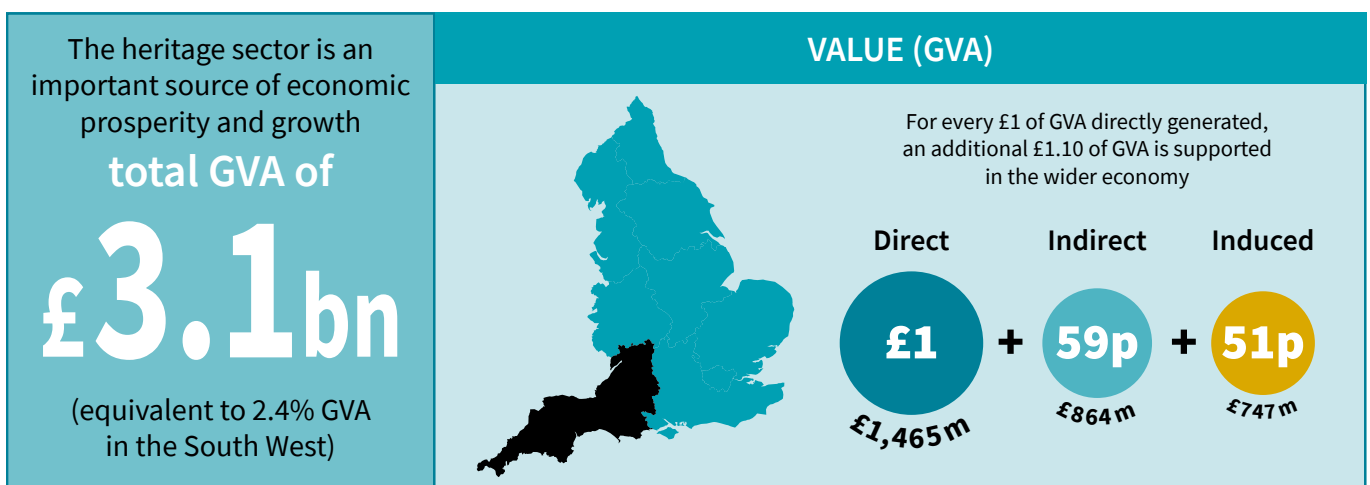 The heritage sector is an
important source of economic
prosperity and growth
total GVA of
£3.1bn
(equivalent to 2.4% GVA
in the South West)
VALUE (GVA)
For every £1 of GVA directly generated,
an additional £1.10 of GVA is supported
in the wider economy
Direct Indirect Induced
£1 + 59p + 51p
£1,465m £864m £747m